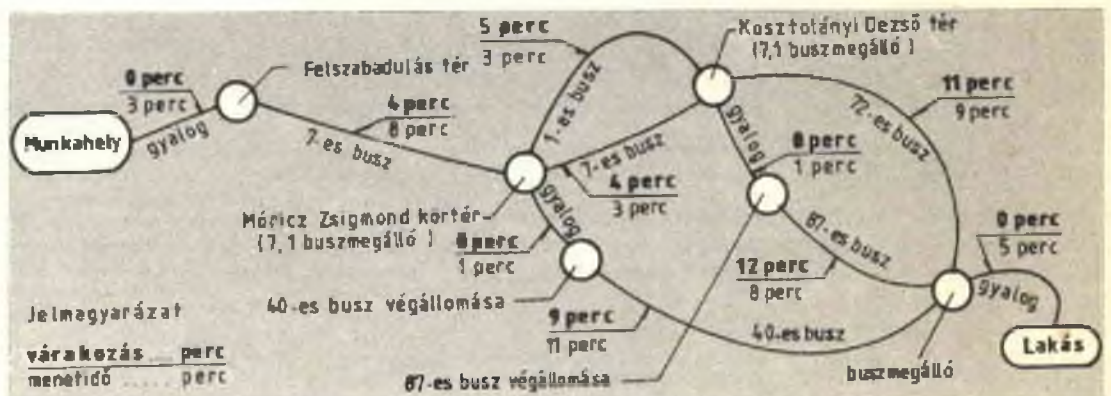 5 perc
3 perc
Kosztolányi Dezső tér
(7,1 buszmegálló)
0 perc
3 perc
Felszabadulás tér
4 perc
8 perc
1-es busz
11 perc
9 perc
72-es busz
Munkahely
gyalog
7-es busz
7-es busz
gyalog
0 perc
1 perc
4 perc
3 perc
Móricz Zsigmond körtér
(7,1 buszmegálló)
gyalog
0 perc
1 perc
87-es busz
0 perc
5 perc
12 perc
8 perc
gyalog
40-es busz végállomása
Jelmagyarázat
9 perc
11 perc
40-es busz
Lakás
várakozás .... perc
menetidő ..... perc
87-es busz végállomása
buszmegálló